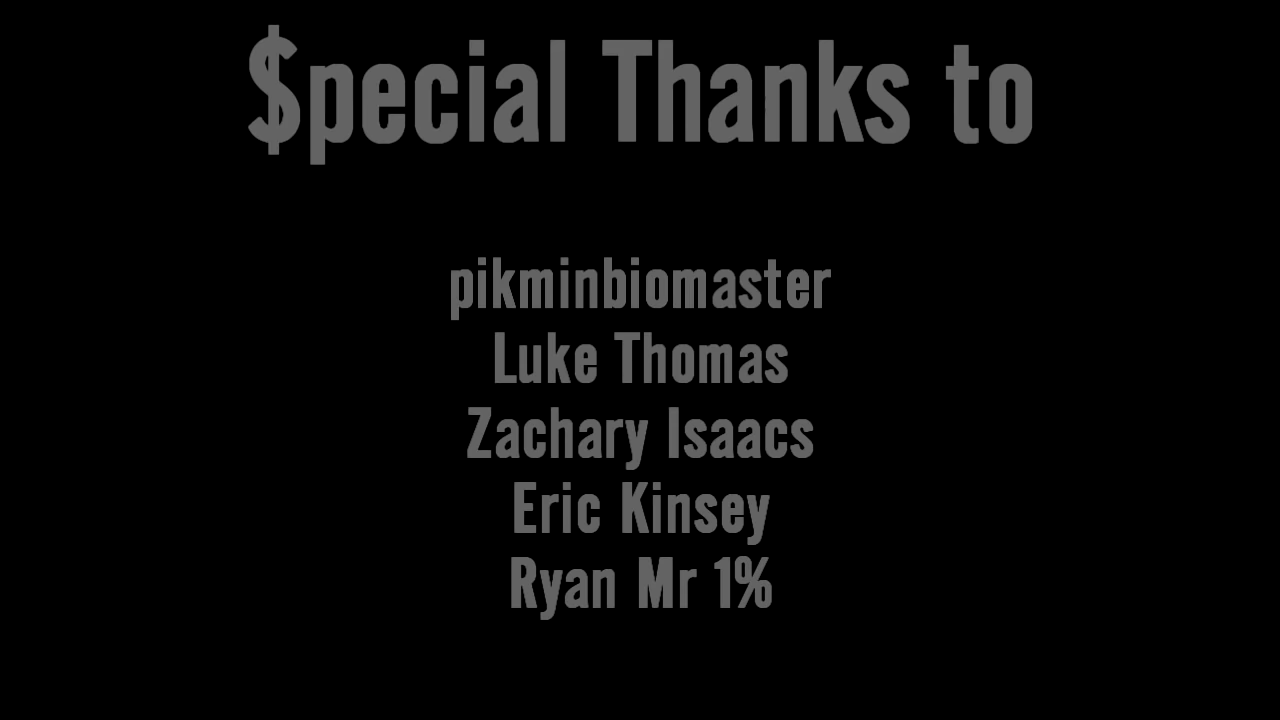 $pecial Thanks to
pikminbiomaster
Luke Thomas
Zachary Isaacs
Eric Kinsey
Ryan Mr 1%